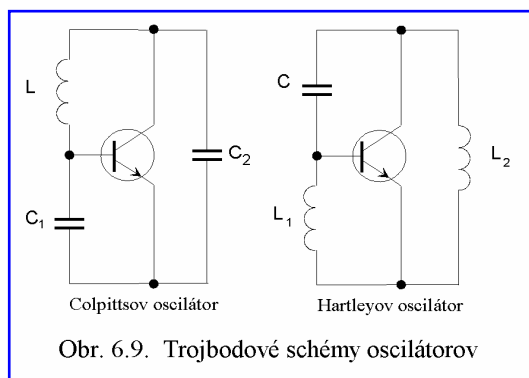 L
C₁
C₂
Colpittsov oscilátor
C
L₁
L₂
Hartleyov oscilátor
Obr. 6.9. Trojbodové schémy oscilátorov